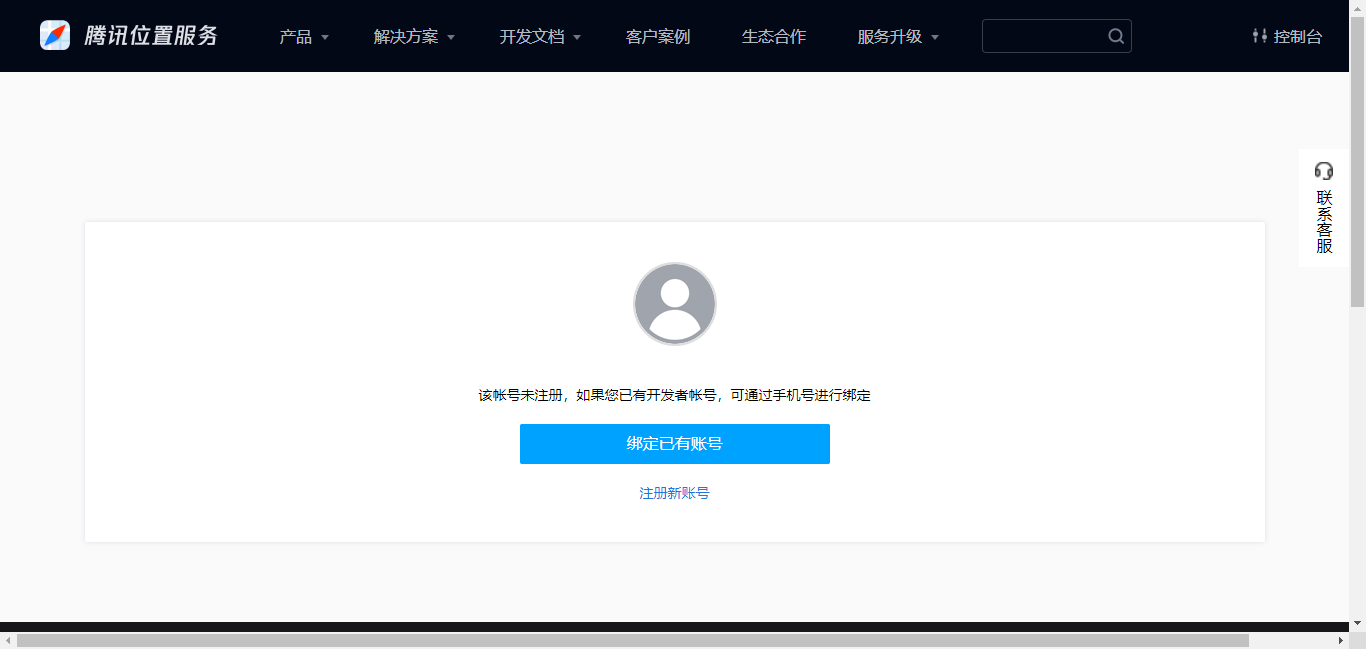 腾讯位置服务 产品 解决方案 开发文档 客户案例 生态合作 服务升级 控制台
联系客服
该帐号未注册，如果您已有开发者帐号，可通过手机号进行绑定
绑定已有账号
注册新账号